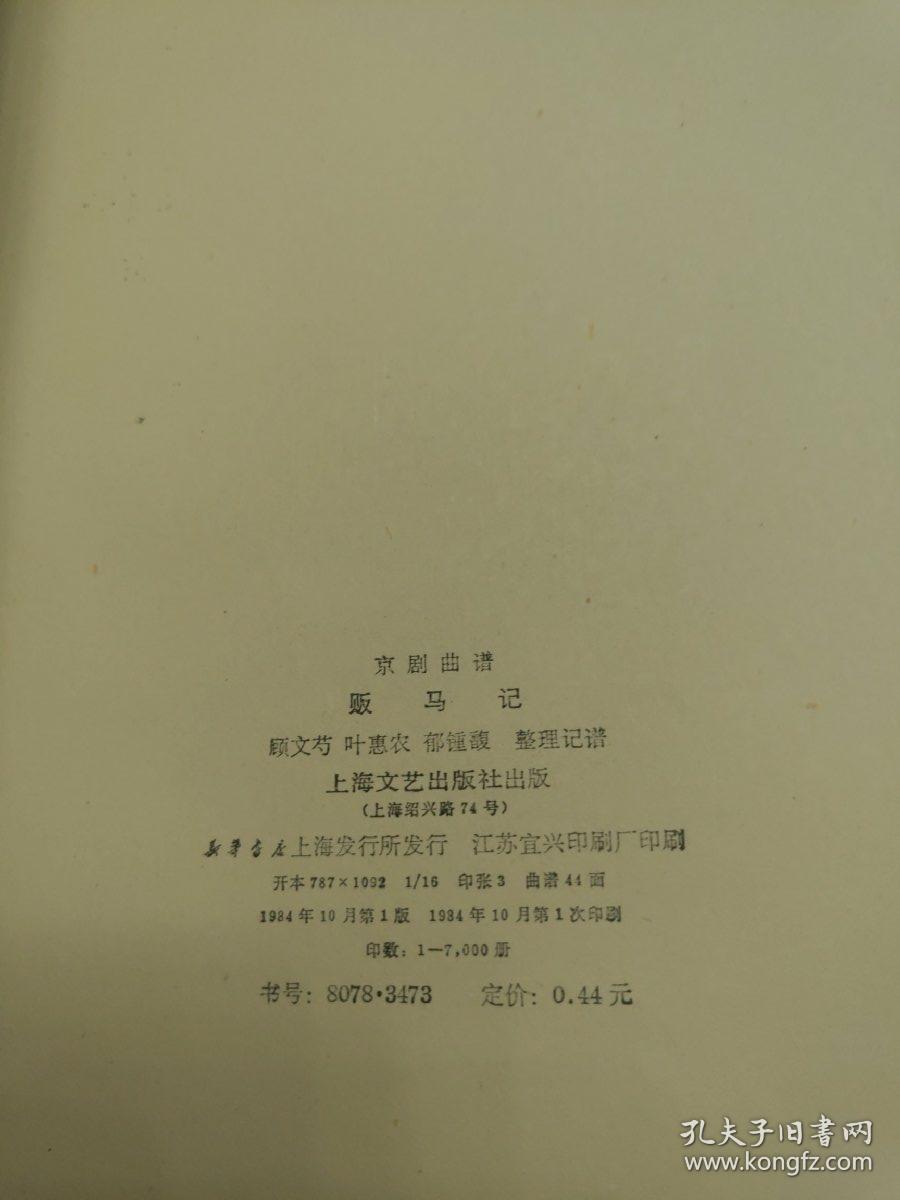 京剧曲谱
贩马记
顾文芍 叶惠农 郁锺馥 整理记谱
上海文艺出版社出版
（上海绍兴路74号）
新华书店上海发行所发行 江苏宜兴印刷厂印刷
开本787×1092 1/16 印张3 曲谱44面
1984年10月第1版 1984年10月第1次印刷
印数：1—7,000册
书号：8078·3473 定价：0.44元
孔夫子旧书网
www.kongfz.com